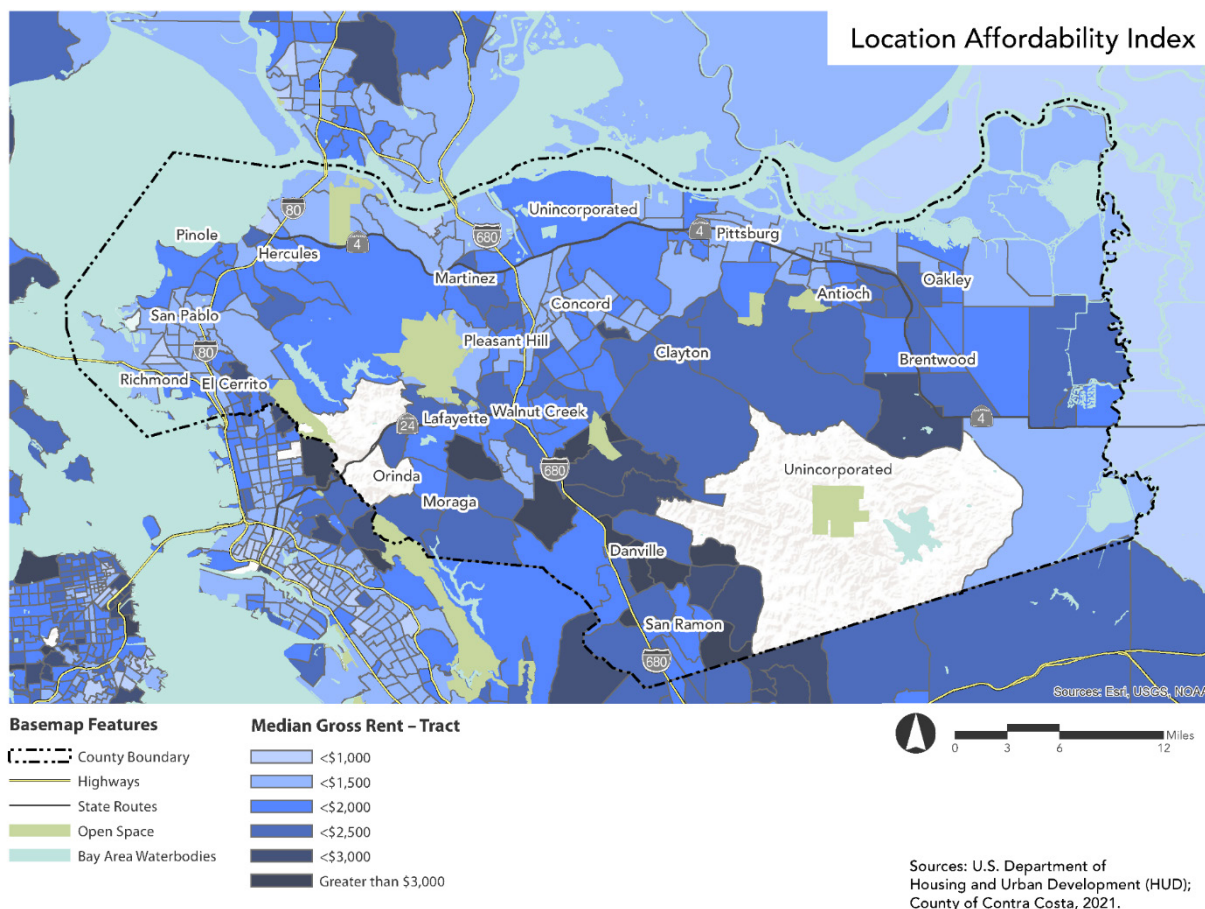 Location Affordability Index
80
Unincorporated
Pinole
680
4
Pittsburg
4
Hercules
Martinez
Oakley
Concord
Antioch
San Pablo
80
Pleasant Hill
Clayton
Brentwood
Richmond
El Cerrito
Lafayette
Walnut Creek
4
24
680
Unincorporated
Orinda
Moraga
Danville
San Ramon
680
Sources: Esri, USGS, NOAA
Basemap Features
County Boundary
Highways
State Routes
Open Space
Bay Area Waterbodies
Median Gross Rent – Tract
<$1,000
<$1,500
<$2,000
<$2,500
<$3,000
Greater than $3,000
0 3 6 12 Miles
Sources: U.S. Department of
Housing and Urban Development (HUD);
County of Contra Costa, 2021.